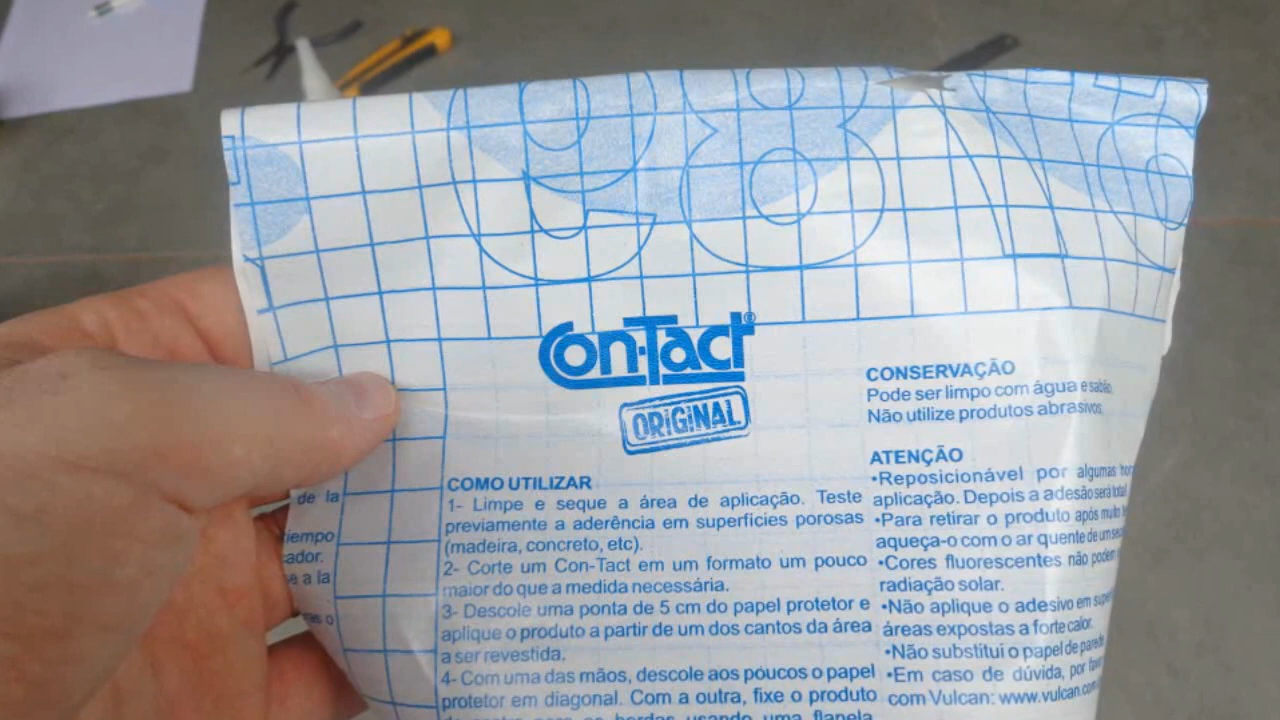 Con-Tact®
ORiGiNAL
COMO UTILIZAR
1- Limpe e seque a área de aplicação. Teste
previamente a aderência em superfícies porosas
(madeira, concreto, etc).
2- Corte um Con-Tact em um formato um pouco
maior do que a medida necessária.
3- Descole uma ponta de 5 cm do papel protetor e
aplique o produto a partir de um dos cantos da área
a ser revestida.
4- Com uma das mãos, descole aos poucos o papel
protetor em diagonal. Com a outra, fixe o produto
para as bordas usando uma flanela
CONSERVAÇÃO
Pode ser limpo com água e sabão.
Não utilize produtos abrasivos.
ATENÇÃO
•Reposicionável por algumas
aplicação. Depois a adesão será
•Para retirar o produto após
aqueça-o com o ar quente de um
•Cores fluorescentes não podem
radiação solar.
•Não aplique o adesivo em
áreas expostas a forte calor.
•Não substitui o papel de parede
•Em caso de dúvida, por
com Vulcan: www.vulcan.com
de la
tiempo
e a la
o